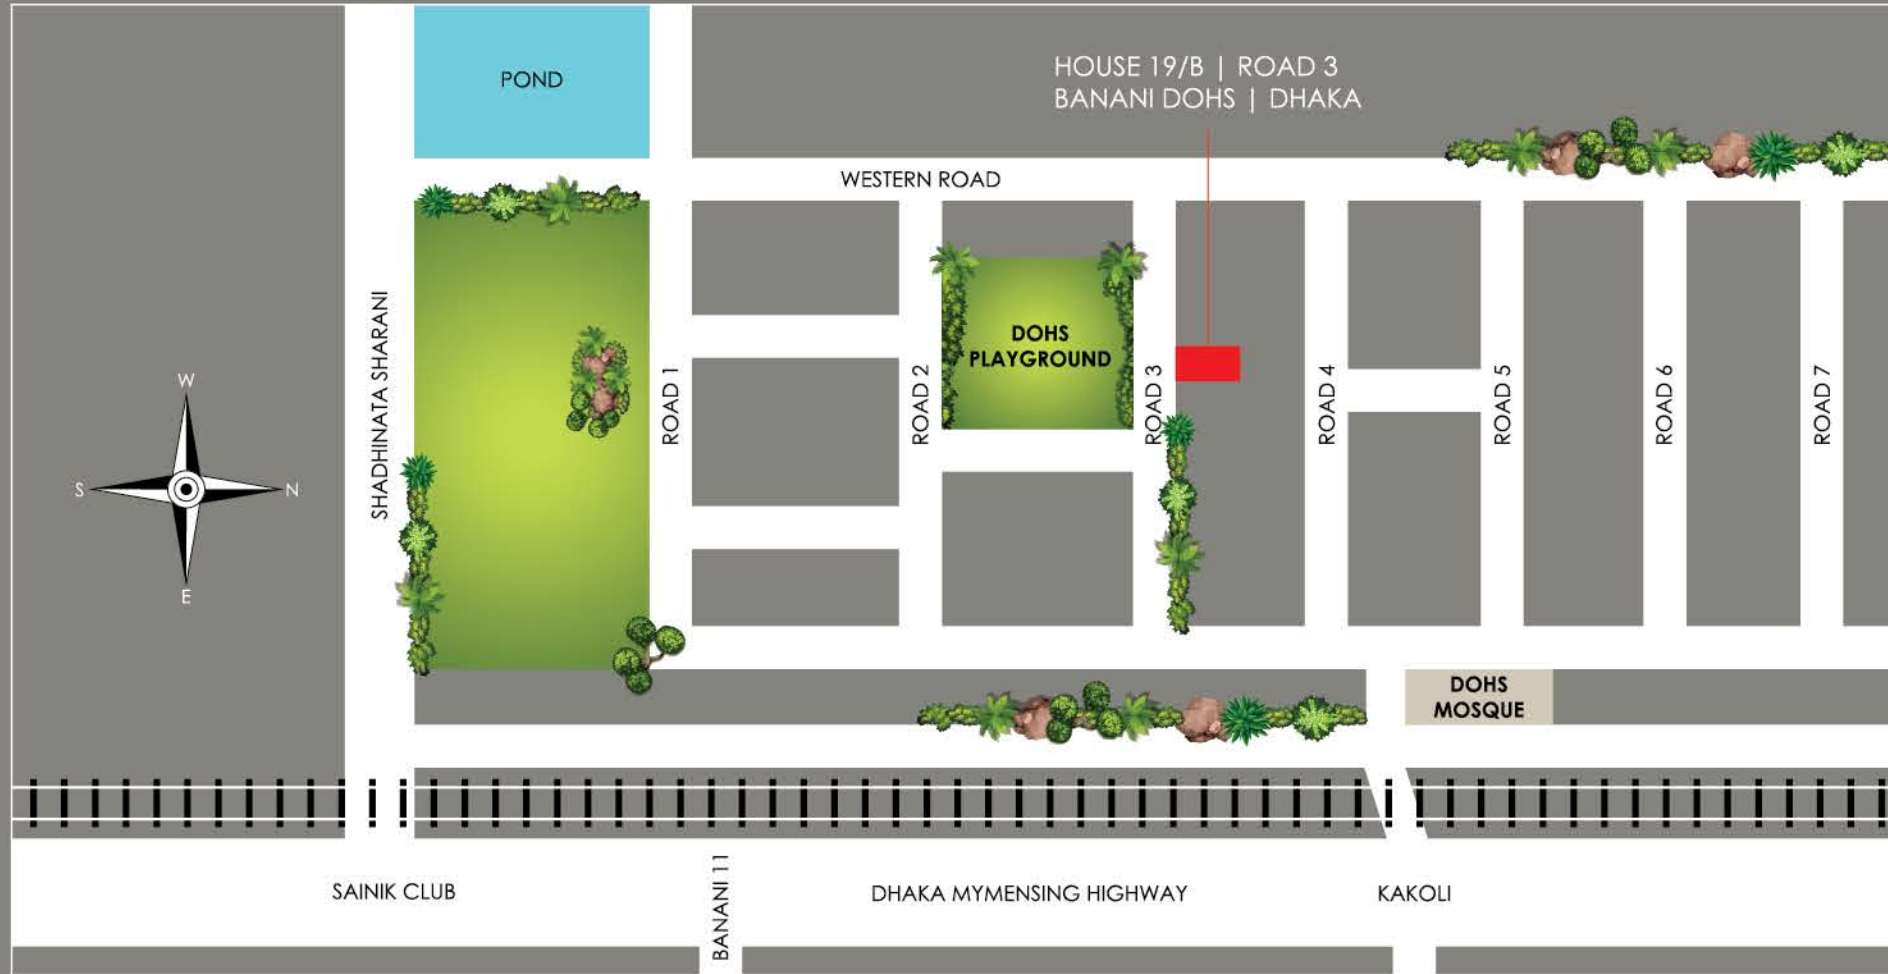 POND
HOUSE 19/B | ROAD 3
BANANI DOHS | DHAKA
WESTERN ROAD
SHADHINATA SHARANI
ROAD 1
ROAD 2
DOHS
PLAYGROUND
ROAD 3
ROAD 4
ROAD 5
ROAD 6
ROAD 7
W
S
N
E
DOHS
MOSQUE
SAINIK CLUB
BANANI 11
DHAKA MYMENSING HIGHWAY
KAKOLI